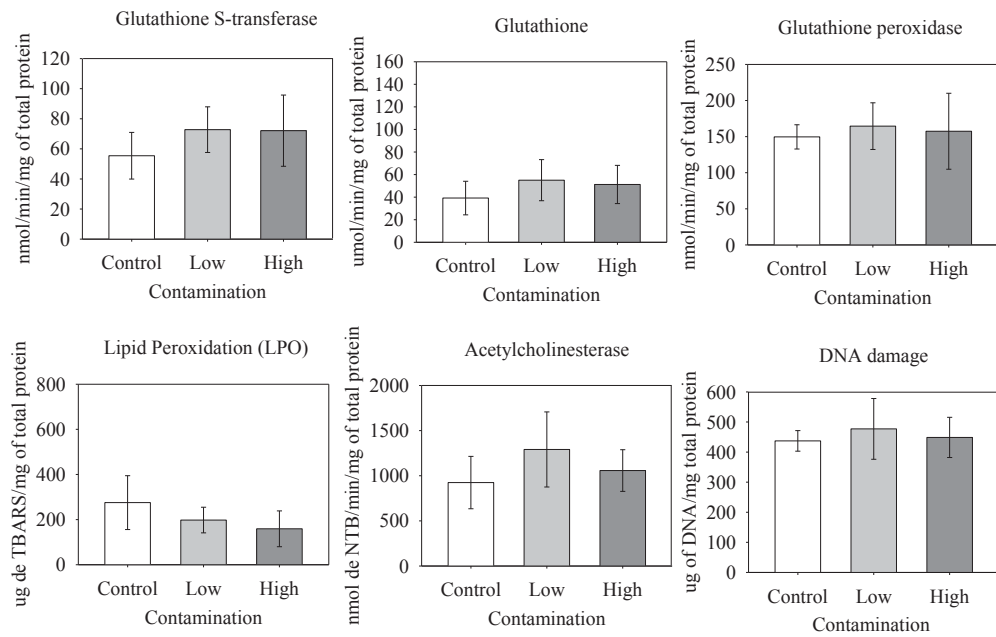 Glutathione S-transferase
nmol/min/mg of total protein
120
100
80
60
40
20
0
Control Low High
Contamination
Glutathione
umol/min/mg of total protein
160
140
120
100
80
60
40
20
0
Control Low High
Contamination
Glutathione peroxidase
nmol/min/mg of total protein
250
200
150
100
50
0
Control Low High
Contamination
Lipid Peroxidation (LPO)
ug de TBARS/mg of total protein
800
600
400
200
0
Control Low High
Contamination
Acetylcholinesterase
nmol de NTB/min/mg of total protein
2000
1500
1000
500
0
Control Low High
Contamination
DNA damage
ug of DNA/mg total protein
600
500
400
300
200
100
0
Control Low High
Contamination